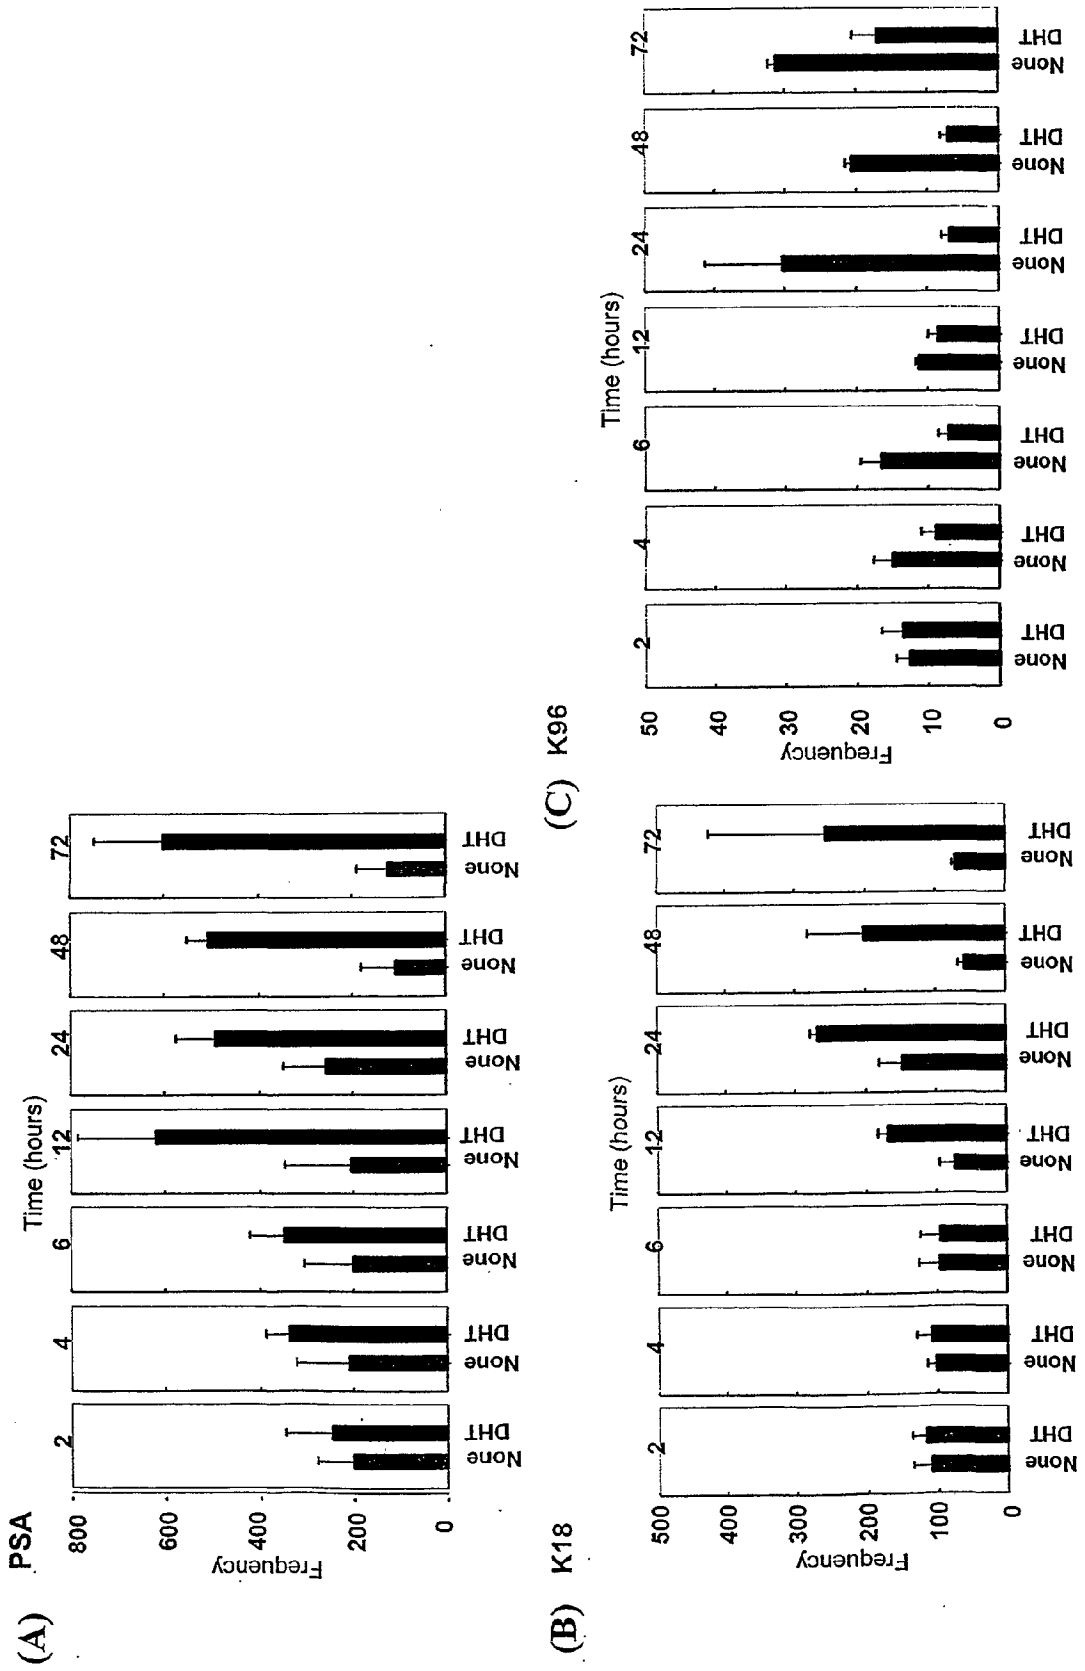 (A) PSA
Time (hours)
2 4 6 12 24 48 72
Frequency
800
600
400
200
0
None DHT None DHT None DHT None DHT None DHT None DHT None DHT
(B) K18
Time (hours)
2 4 6 12 24 48 72
Frequency
500
400
300
200
100
0
None DHT None DHT None DHT None DHT None DHT None DHT None DHT
(C) K96
Time (hours)
2 4 6 12 24 48 72
Frequency
50
40
30
20
10
0
None DHT None DHT None DHT None DHT None DHT None DHT None DHT